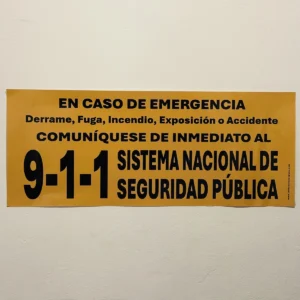 EN CASO DE EMERGENCIA
Derrame, Fuga, Incendio, Exposición o Accidente
COMUNÍQUESE DE INMEDIATO AL
9-1-1 SISTEMA NACIONAL DE
SEGURIDAD PÚBLICA